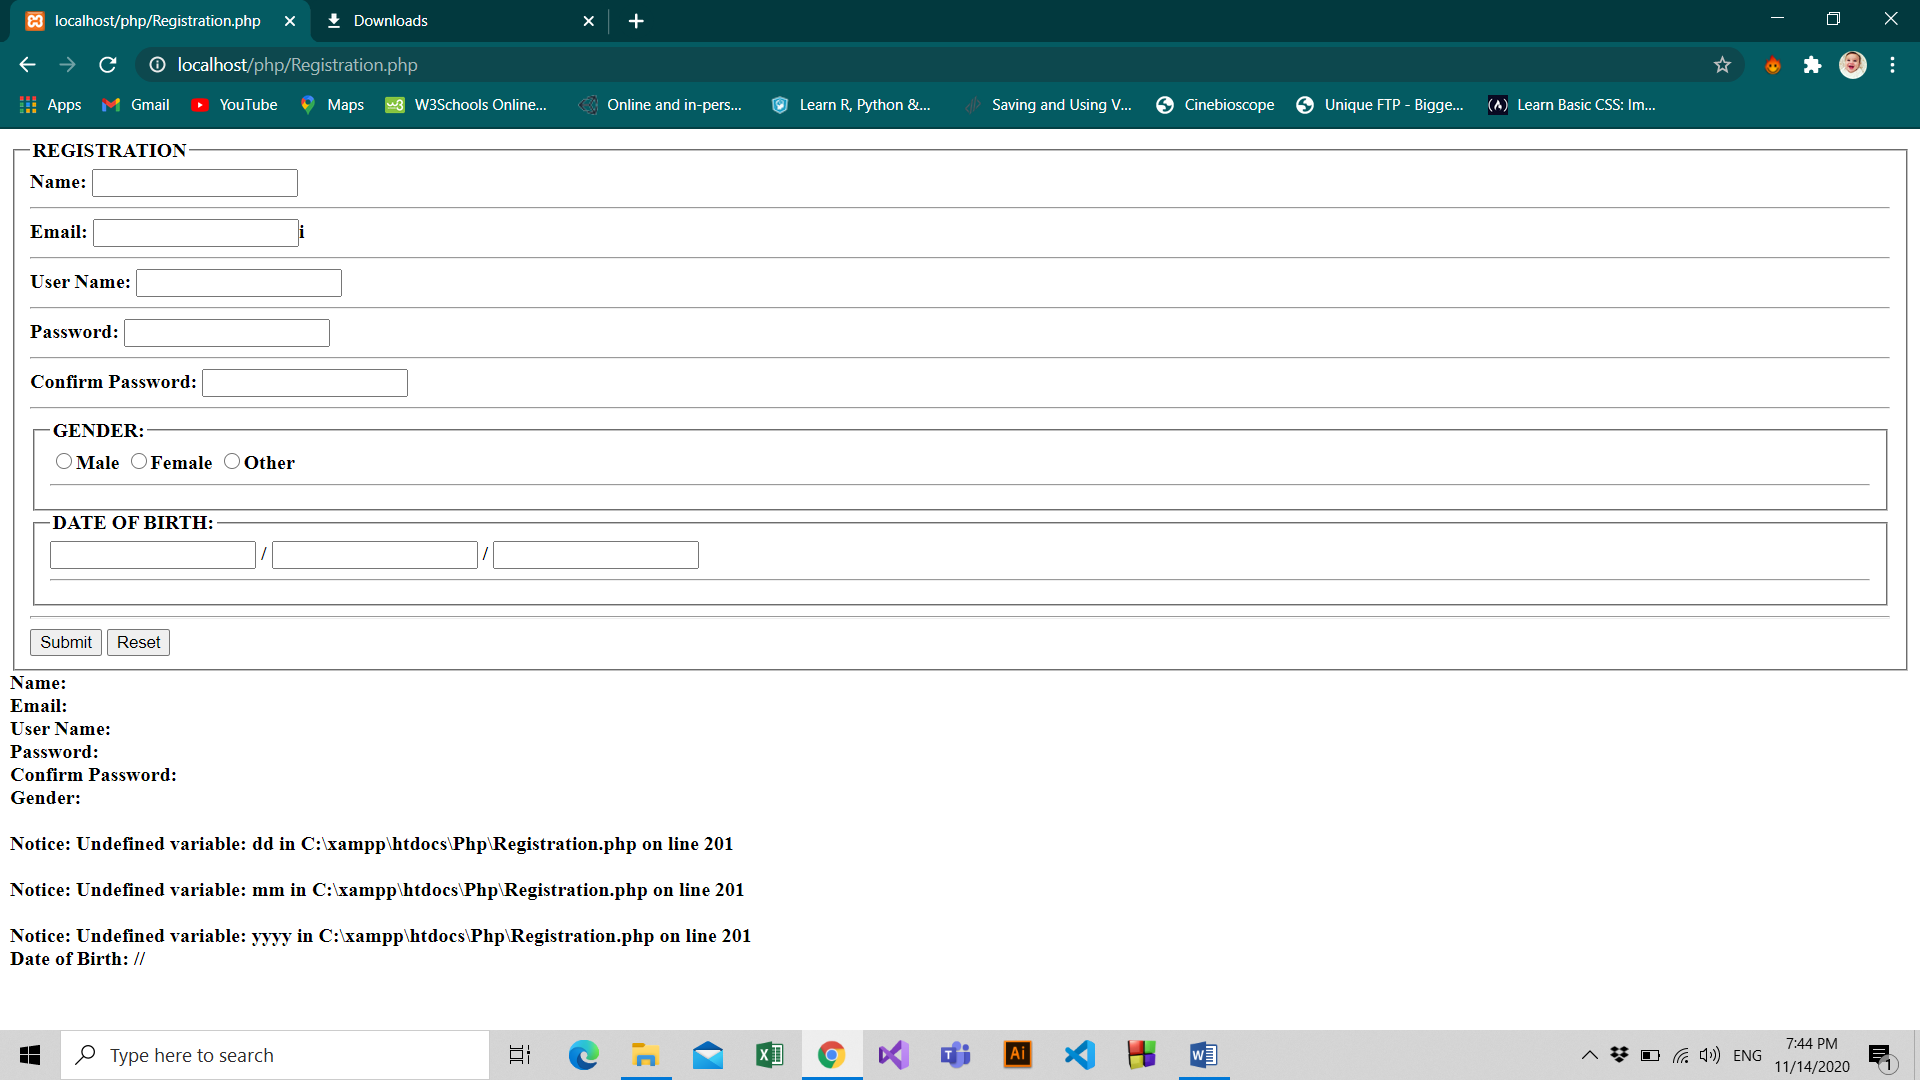 localhost/php/Registration.php
Downloads
localhost/php/Registration.php
Apps
Gmail
YouTube
Maps
W3Schools Online...
Online and in-pers...
Learn R, Python &...
Saving and Using V...
Cinebioscope
Unique FTP - Bigge...
Learn Basic CSS: Im...
REGISTRATION
Name:
Email: i
User Name:
Password:
Confirm Password:
GENDER:
Male Female Other
DATE OF BIRTH:
/ /
Submit Reset
Name:
Email:
User Name:
Password:
Confirm Password:
Gender:
Notice: Undefined variable: dd in C:\xampp\htdocs\Php\Registration.php on line 201
Notice: Undefined variable: mm in C:\xampp\htdocs\Php\Registration.php on line 201
Notice: Undefined variable: yyyy in C:\xampp\htdocs\Php\Registration.php on line 201
Date of Birth: //
Type here to search
ENG
7:44 PM
11/14/2020
1